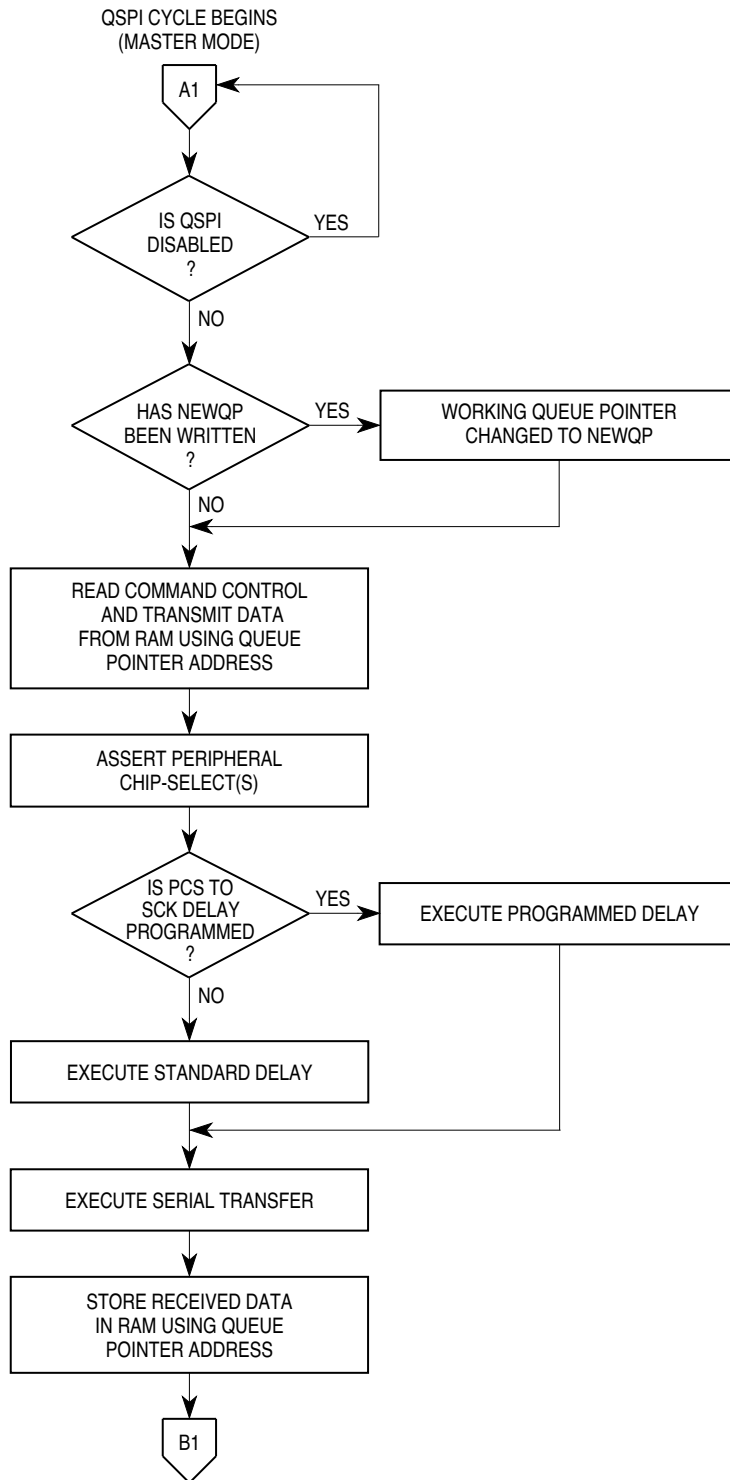 QSPI CYCLE BEGINS
(MASTER MODE)
A1
IS QSPI
DISABLED
?
YES
NO
HAS NEWQP
BEEN WRITTEN
?
YES
WORKING QUEUE POINTER
CHANGED TO NEWQP
NO
READ COMMAND CONTROL
AND TRANSMIT DATA
FROM RAM USING QUEUE
POINTER ADDRESS
ASSERT PERIPHERAL
CHIP-SELECT(S)
IS PCS TO
SCK DELAY
PROGRAMMED
?
YES
EXECUTE PROGRAMMED DELAY
NO
EXECUTE STANDARD DELAY
EXECUTE SERIAL TRANSFER
STORE RECEIVED DATA
IN RAM USING QUEUE
POINTER ADDRESS
B1